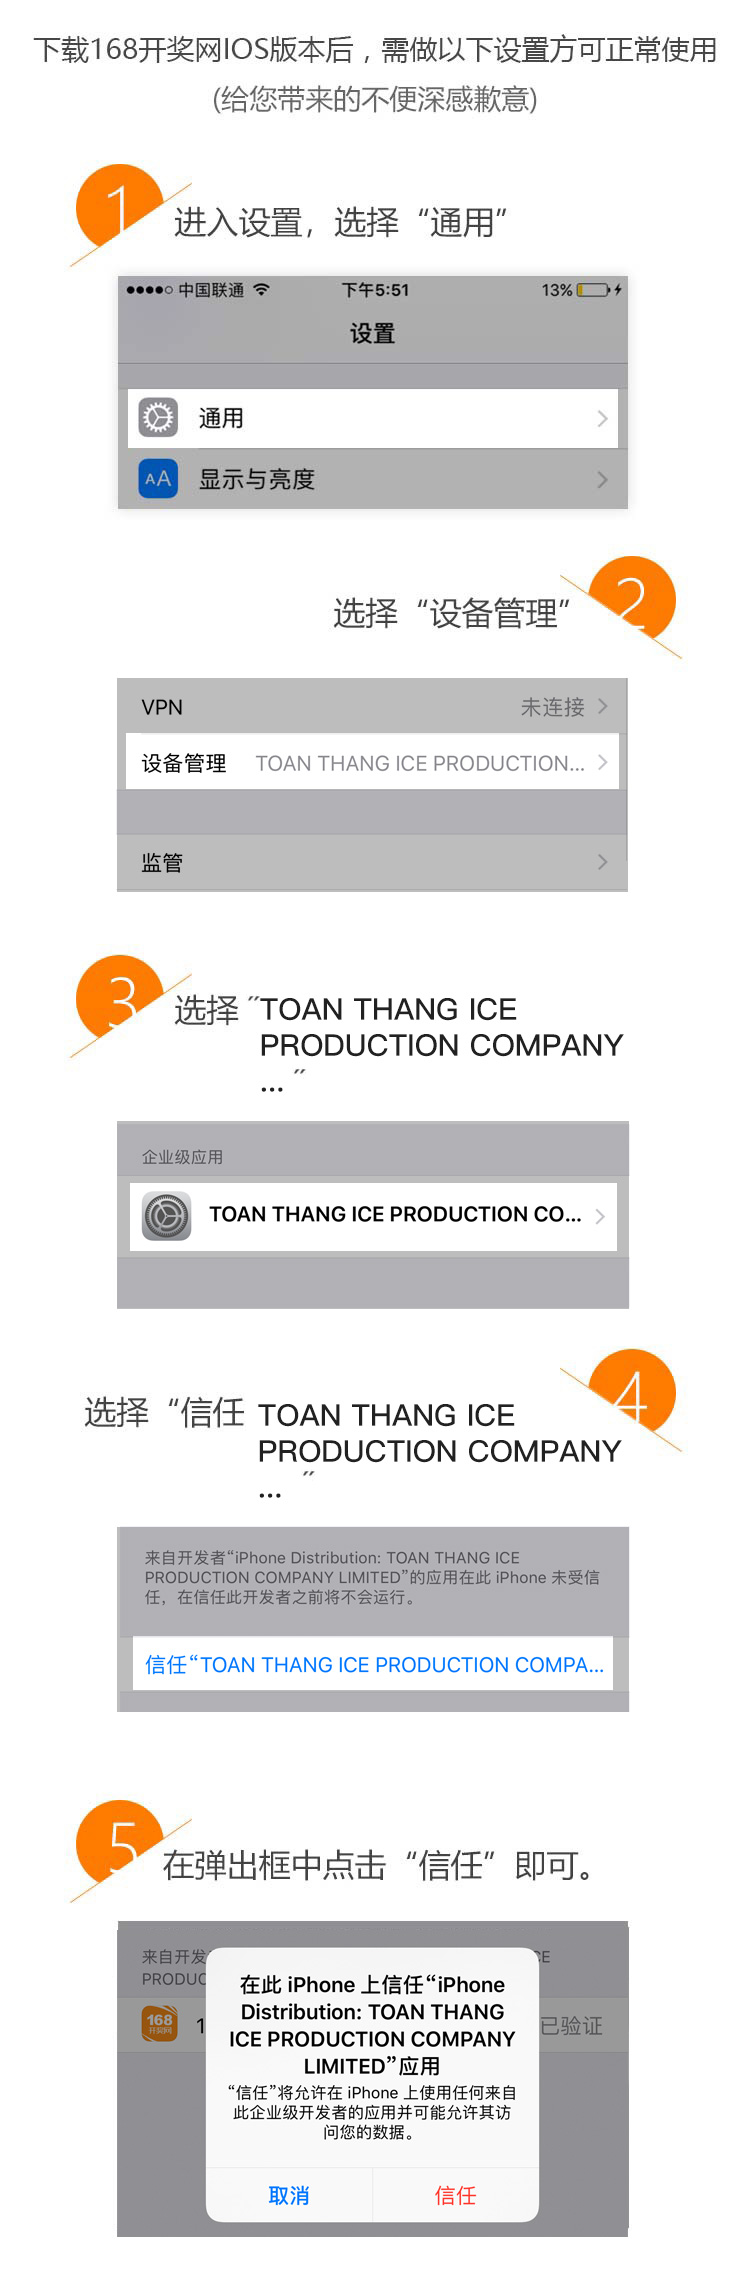 下载168开奖网IOS版本后，需做以下设置方可正常使用
(给您带来的不便深感歉意)
1
进入设置，选择“通用”
中国联通 下午5:51 13%
设置
通用
AA 显示与亮度
选择“设备管理”
2
VPN 未连接
设备管理 TOAN THANG ICE PRODUCTION...
监管
3
选择“TOAN THANG ICE
PRODUCTION COMPANY
... ”
企业级应用
TOAN THANG ICE PRODUCTION CO...
4
选择“信任 TOAN THANG ICE
PRODUCTION COMPANY
... ”
来自开发者“iPhone Distribution: TOAN THANG ICE
PRODUCTION COMPANY LIMITED”的应用在此 iPhone 未受信
任，在信任此开发者之前将不会运行。
信任“TOAN THANG ICE PRODUCTION COMPA...
5
在弹出框中点击“信任”即可。
来自开发 CE
PRODUC
168
开奖网
1 已验证
在此 iPhone 上信任“iPhone
Distribution: TOAN THANG
ICE PRODUCTION COMPANY
LIMITED”应用
“信任”将允许在 iPhone 上使用任何来自
此企业级开发者的应用并可能允许其访
问您的数据。
取消 信任